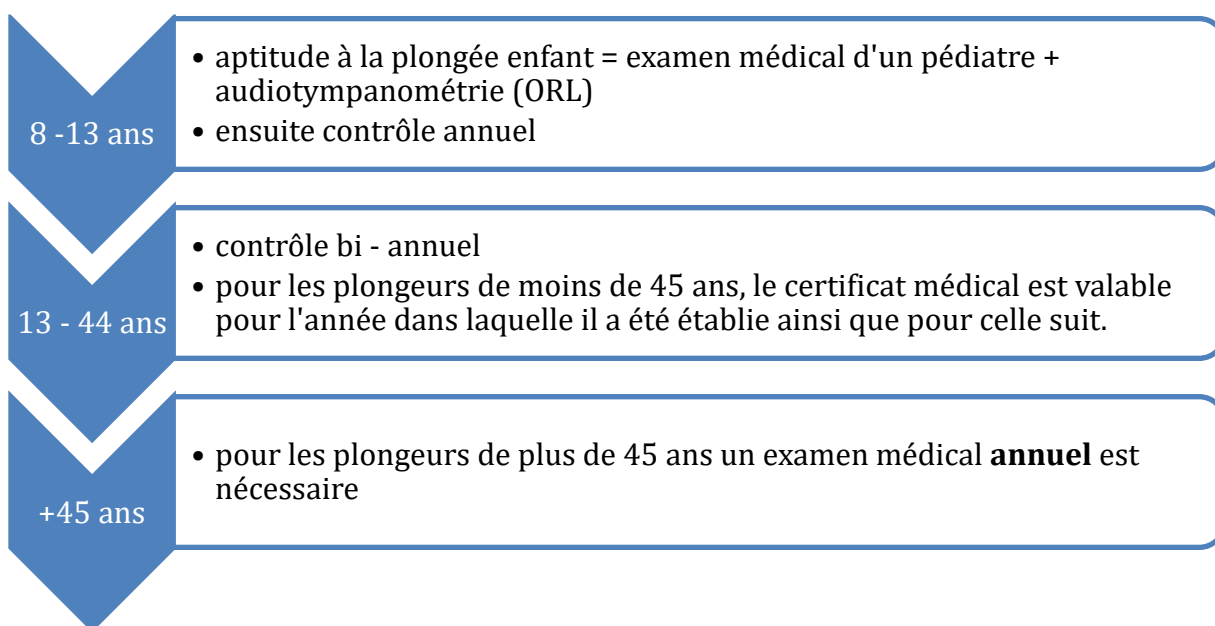 8 -13 ans
• aptitude à la plongée enfant = examen médical d'un pédiatre +
audiotympanométrie (ORL)
• ensuite contrôle annuel
13 - 44 ans
• contrôle bi - annuel
• pour les plongeurs de moins de 45 ans, le certificat médical est valable
pour l'année dans laquelle il a été établie ainsi que pour celle suit.
+45 ans
• pour les plongeurs de plus de 45 ans un examen médical annuel est
nécessaire